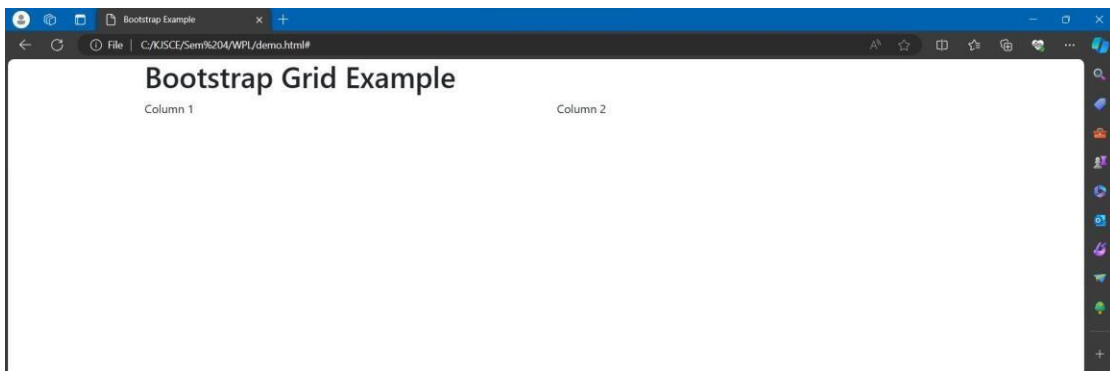 Bootstrap Example
File | C:/KJSCE/Sem%204/WPL/demo.html#
Bootstrap Grid Example
Column 1 Column 2